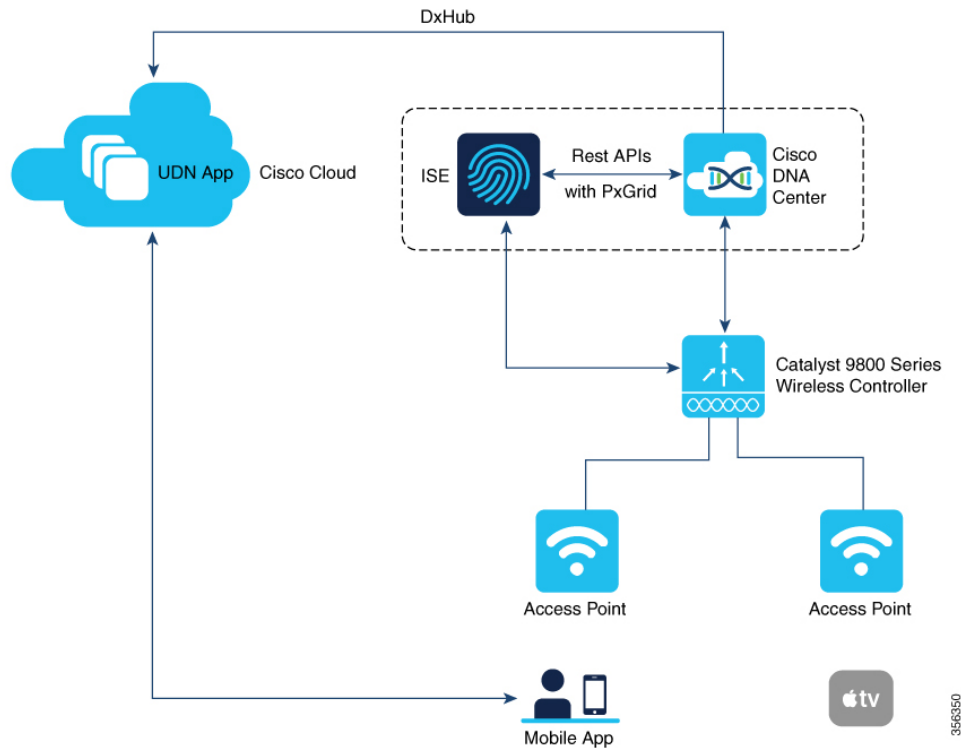 DxHub
UDN App
Cisco Cloud
ISE
Rest APIs
with PxGrid
Cisco
DNA
Center
Catalyst 9800 Series
Wireless Controller
Access Point
Access Point
Mobile App
tv
356350